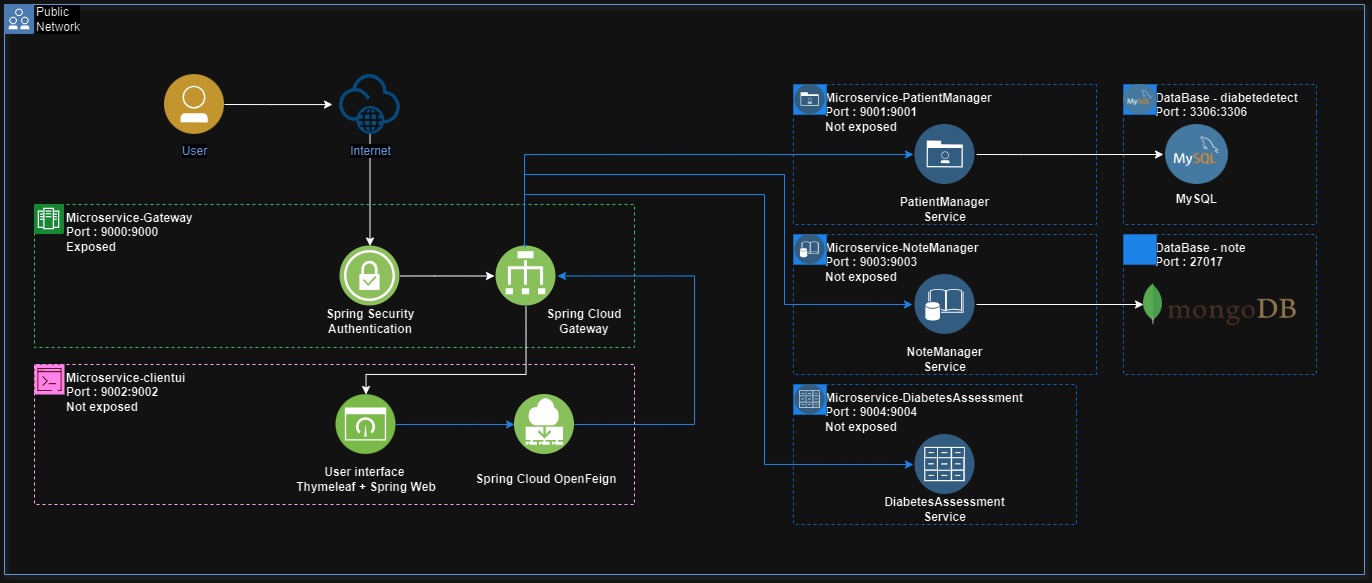 Public
Network
User
Internet
Microservice-Gateway
Port : 9000:9000
Exposed
Spring Security
Authentication
Spring Cloud
Gateway
Microservice-clientui
Port : 9002:9002
Not exposed
User interface
Thymeleaf + Spring Web
Spring Cloud OpenFeign
Microservice-PatientManager
Port : 9001:9001
Not exposed
PatientManager
Service
MySQL
DataBase - diabetedetect
Port : 3306:3306
MySQL
MySQL
Microservice-NoteManager
Port : 9003:9003
Not exposed
NoteManager
Service
DataBase - note
Port : 27017
mongoDB
Microservice-DiabetesAssessment
Port : 9004:9004
Not exposed
DiabetesAssessment
Service